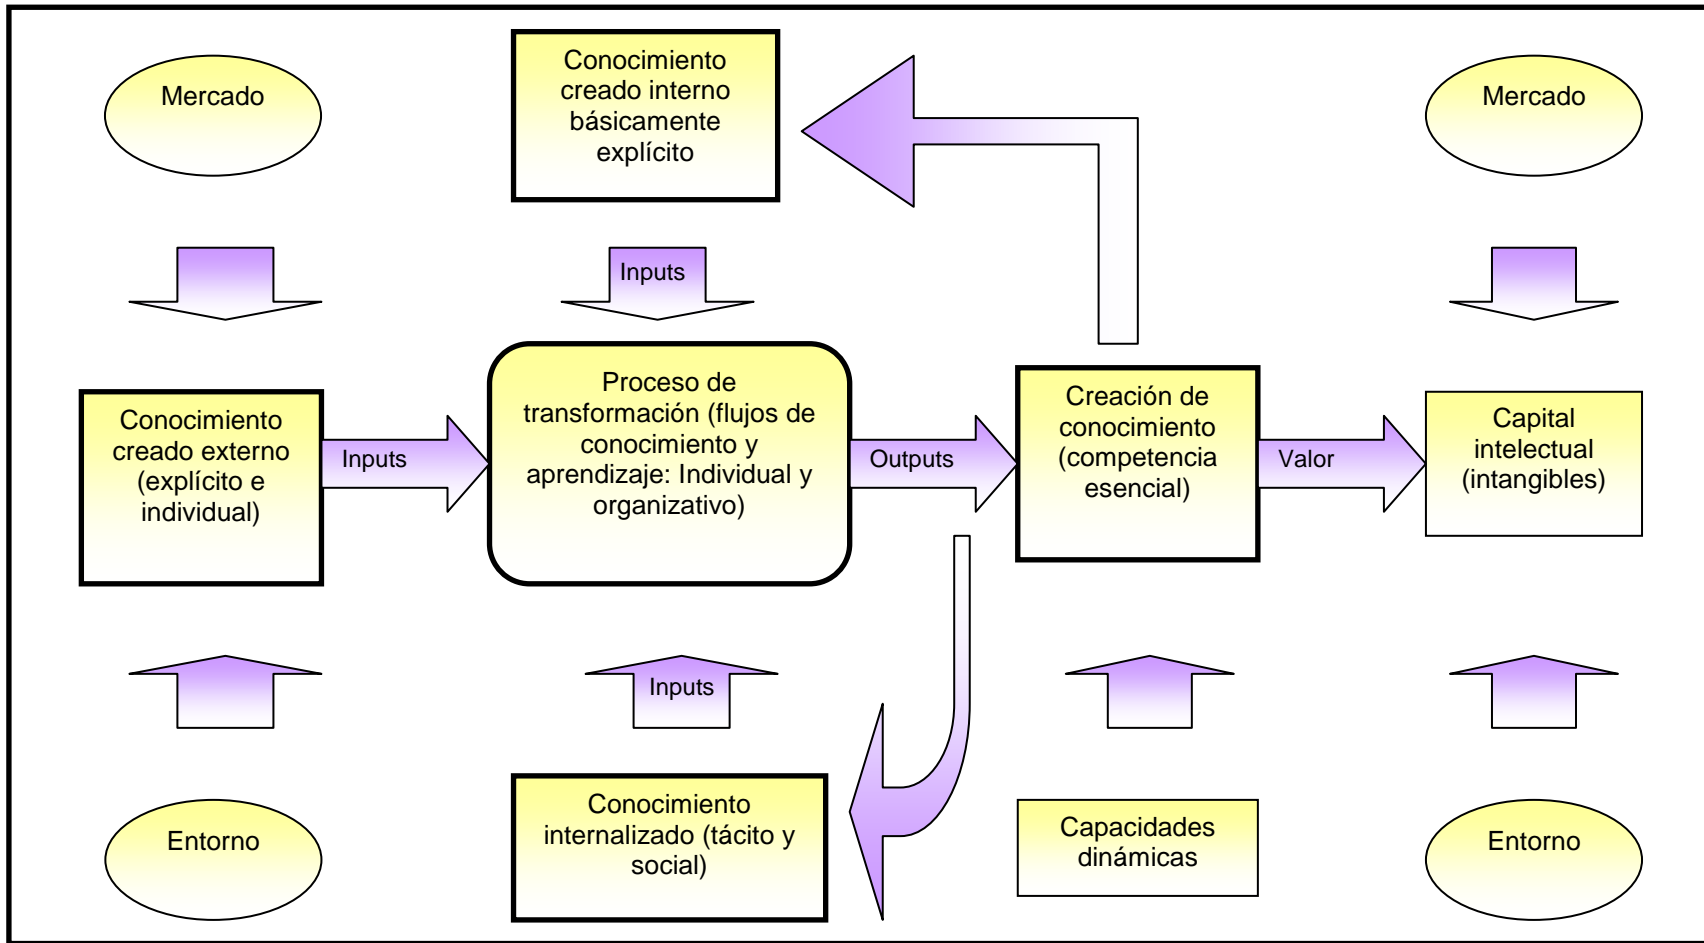 Mercado
Conocimiento
creado interno
básicamente
explícito
Mercado
Inputs
Conocimiento
creado externo
(explícito e
individual)
Inputs
Proceso de
transformación (flujos de
conocimiento y
aprendizaje: Individual y
organizativo)
Outputs
Creación de
conocimiento
(competencia
esencial)
Valor
Capital
intelectual
(intangibles)
Inputs
Entorno
Conocimiento
internalizado (tácito y
social)
Capacidades
dinámicas
Entorno